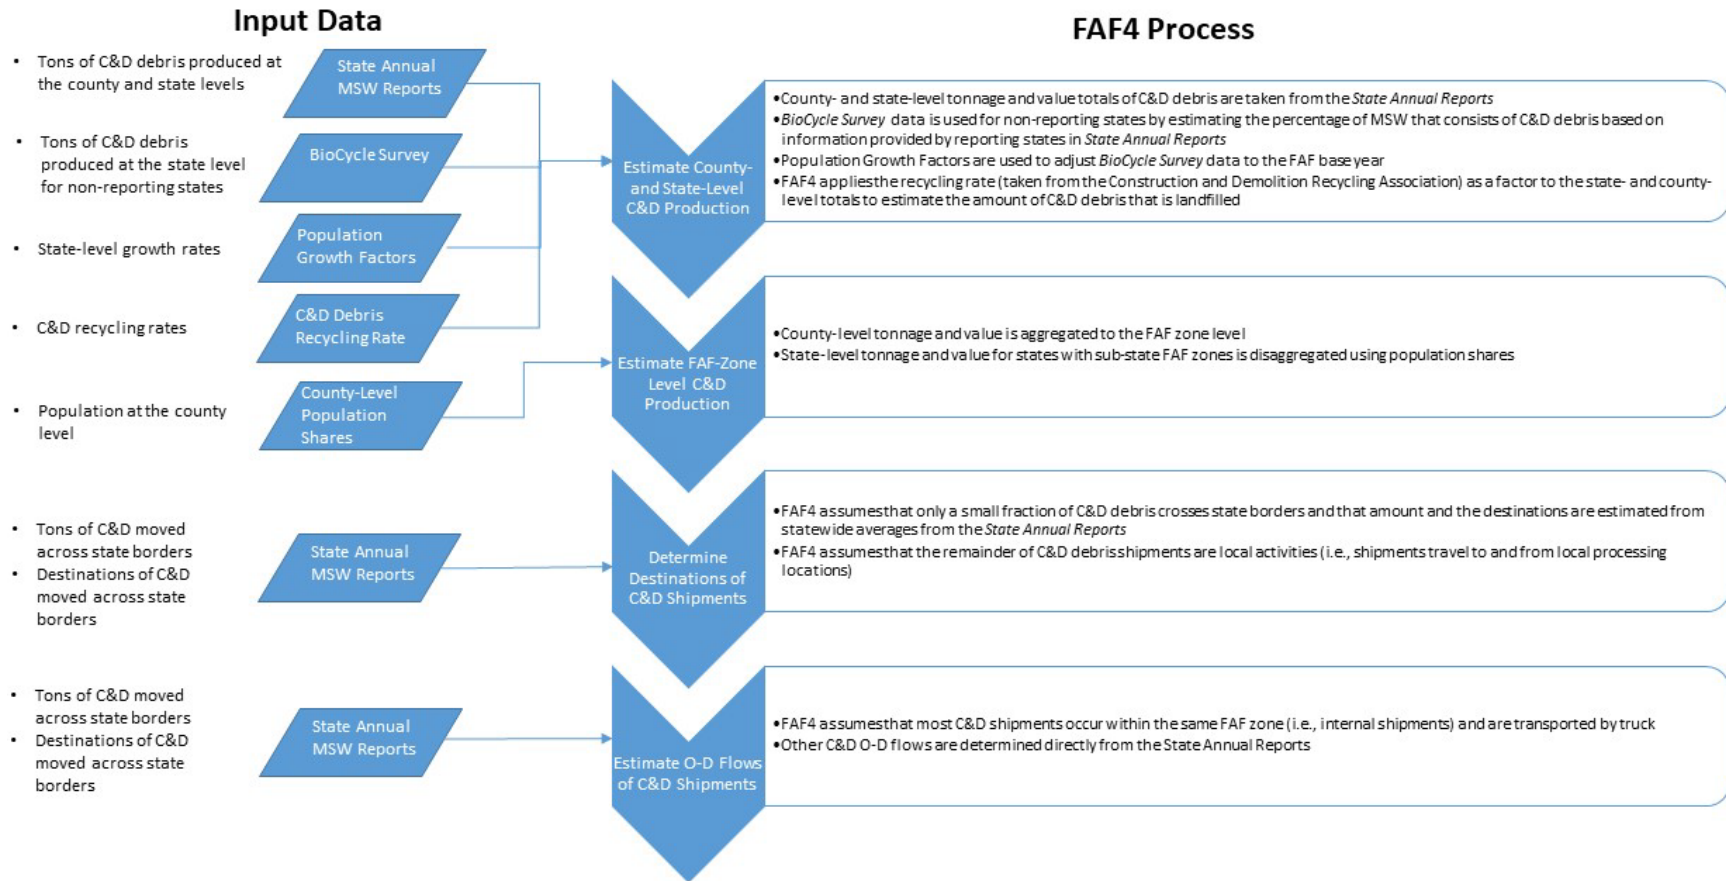 Input Data
FAF4 Process
• Tons of C&D debris produced at
the county and state levels
State Annual
MSW Reports
• Tons of C&D debris
produced at the state level
for non-reporting states
BioCycle Survey
• State-level growth rates
Population
Growth Factors
• C&D recycling rates
C&D Debris
Recycling Rate
• Population at the county
level
County-Level
Population
Shares
Estimate County-
and State-Level
C&D Production
•County- and state-level tonnage and value totals of C&D debris are taken from the State Annual Reports
•BioCycle Survey data is used for non-reporting states by estimating the percentage of MSW that consists of C&D debris based on
information provided by reporting states in State Annual Reports
•Population Growth Factors are used to adjust BioCycle Survey data to the FAF base year
•FAF4 applies the recycling rate (taken from the Construction and Demolition Recycling Association) as a factor to the state- and county-
level totals to estimate the amount of C&D debris that is landfilled
Estimate FAF-Zone
Level C&D
Production
•County-level tonnage and value is aggregated to the FAF zone level
•State-level tonnage and value for states with sub-state FAF zones is disaggregated using population shares
• Tons of C&D moved
across state borders
• Destinations of C&D
moved across state
borders
State Annual
MSW Reports
Determine
Destinations of
C&D Shipments
•FAF4 assumes that only a small fraction of C&D debris crosses state borders and that amount and the destinations are estimated from
statewide averages from the State Annual Reports
•FAF4 assumes that the remainder of C&D debris shipments are local activities (i.e., shipments travel to and from local processing
locations)
• Tons of C&D moved
across state borders
• Destinations of C&D
moved across state
borders
State Annual
MSW Reports
Estimate O-D Flows
of C&D Shipments
•FAF4 assumes that most C&D shipments occur within the same FAF zone (i.e., internal shipments) and are transported by truck
•Other C&D O-D flows are determined directly from the State Annual Reports